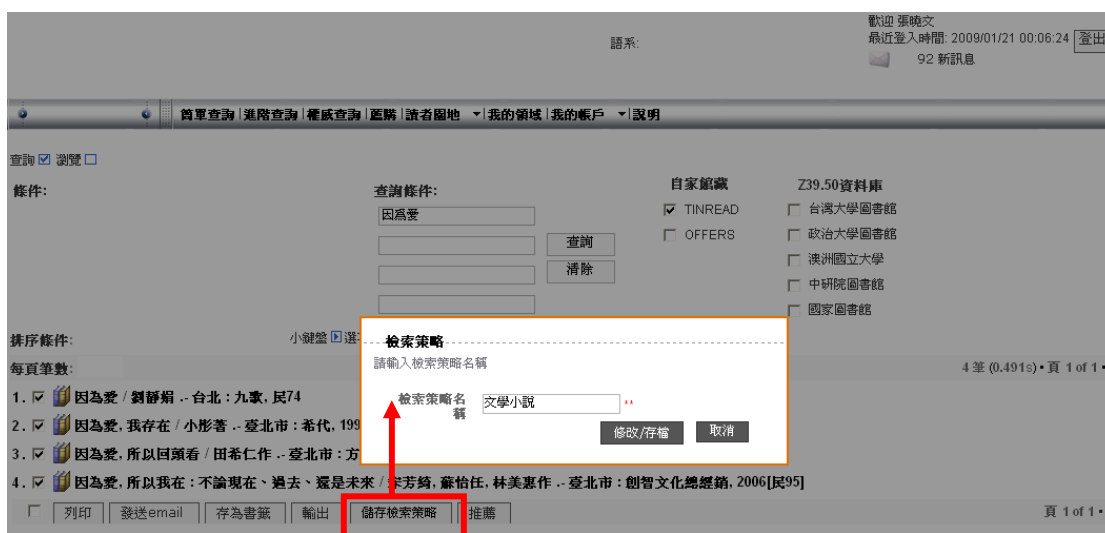 歡迎 張曉文
語系:
最近登入時間: 2009/01/21 00:06:24 登出
92 新訊息
簡單查詢 | 進階查詢 | 權威查詢 | 薦購 | 讀者園地 | 我的領域 | 我的帳戶 | 說明
查詢 瀏覽
條件:
查詢條件:
自家館藏
Z39.50資料庫
因為愛
TINREAD
台灣大學圖書館
查詢
OFFERS
政治大學圖書館
清除
澳洲國立大學
中研院圖書館
國家圖書館
排序條件:
小鍵盤
檢索策略
請輸入檢索策略名稱
檢索策略名稱 文學小說 **
修改/存檔 取消
每頁筆數:
4 筆 (0.491s) • 頁 1 of 1 •
1. 因為愛 / 劉靜娟 .- 台北 : 九歌, 民74
2. 因為愛, 我存在 / 小彤著 .- 臺北市 : 希代, 199
3. 因為愛, 所以回頭看 / 田希仁作 .- 臺北市 : 方
4. 因為愛, 所以我在 : 不論現在、過去、還是未來 / 宋芳綺, 蘇怡任, 林美惠作 .- 臺北市 : 創智文化總經銷, 2006[民95]
列印 發送email 存為書籤 輸出 儲存檢索策略 推薦
頁 1 of 1 •